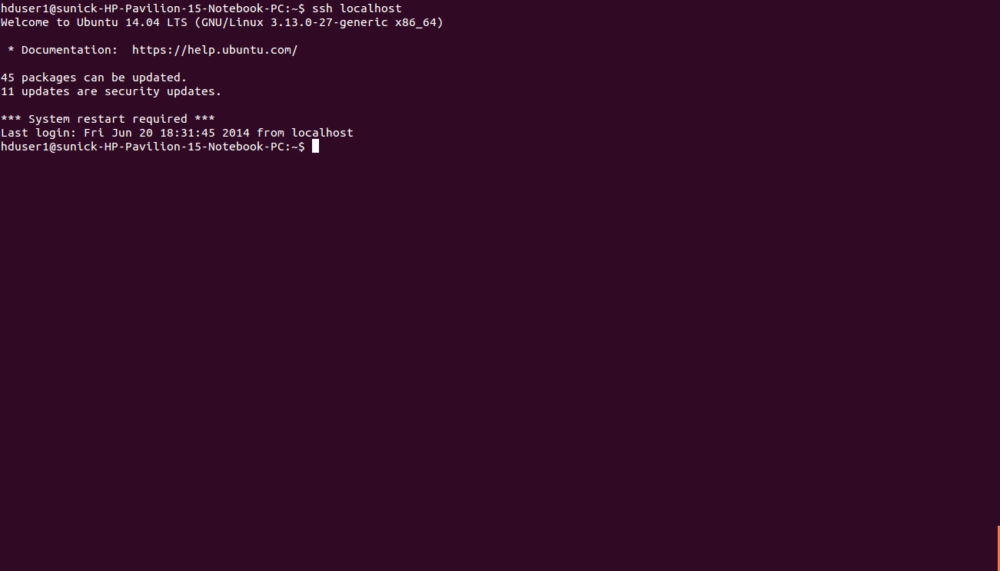 hduser1@sunick-HP-Pavilion-15-Notebook-PC:~$ ssh localhost
Welcome to Ubuntu 14.04 LTS (GNU/Linux 3.13.0-27-generic x86_64)
* Documentation:  https://help.ubuntu.com/
45 packages can be updated.
11 updates are security updates.
*** System restart required ***
Last login: Fri Jun 20 18:31:45 2014 from localhost
hduser1@sunick-HP-Pavilion-15-Notebook-PC:~$